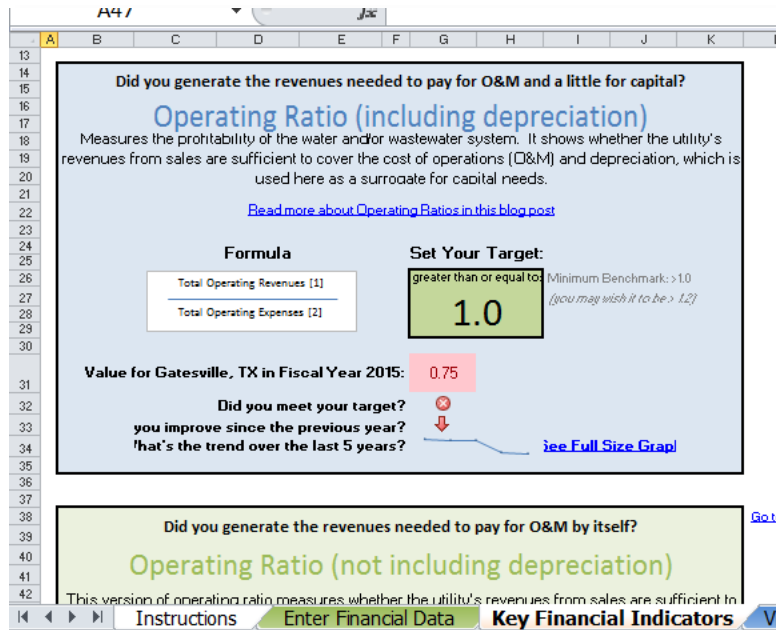 A47
fx
A B C D E F G H I J K
13
14
Did you generate the revenues needed to pay for O&M and a little for capital?
15
16
Operating Ratio (including depreciation)
17
18
Measures the profitability of the water and/or wastewater system. It shows whether the utility's
19
revenues from sales are sufficient to cover the cost of operations (O&M) and depreciation, which is
20
used here as a surrogate for capital needs.
21
22
Read more about Operating Ratios in this blog post
23
24
Formula Set Your Target:
25
26
Total Operating Revenues [1] greater than or equal to: Minimum Benchmark: >1.0
27
(you may wish it to be > 1.2)
28
Total Operating Expenses [2] 1.0
29
30
31
Value for Gatesville, TX in Fiscal Year 2015: 0.75
32
Did you meet your target?
33
you improve since the previous year?
34
hat's the trend over the last 5 years? See Full Size Grap
35
36
37
38
Did you generate the revenues needed to pay for O&M by itself? Go t
39
40
Operating Ratio (not including depreciation)
41
42
This version of operating ratio measures whether the utility's revenues from sales are sufficient to
Instructions Enter Financial Data Key Financial Indicators V